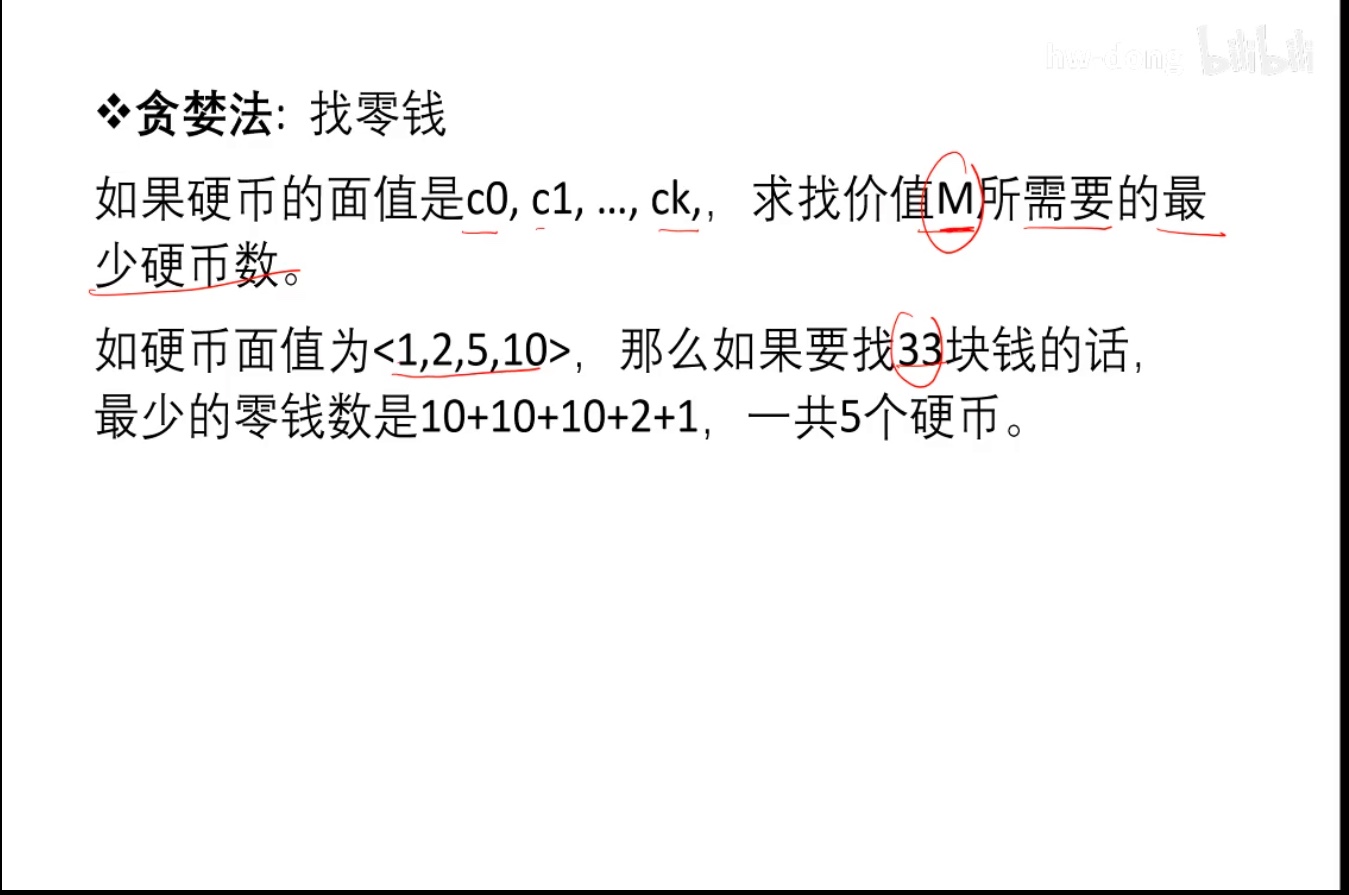 hw-dong bilibili
❖贪婪法: 找零钱
如果硬币的面值是c0, c1, …, ck,，求找价值M所需要的最
少硬币数。
如硬币面值为<1,2,5,10>，那么如果要找33块钱的话，
最少的零钱数是10+10+10+2+1，一共5个硬币。